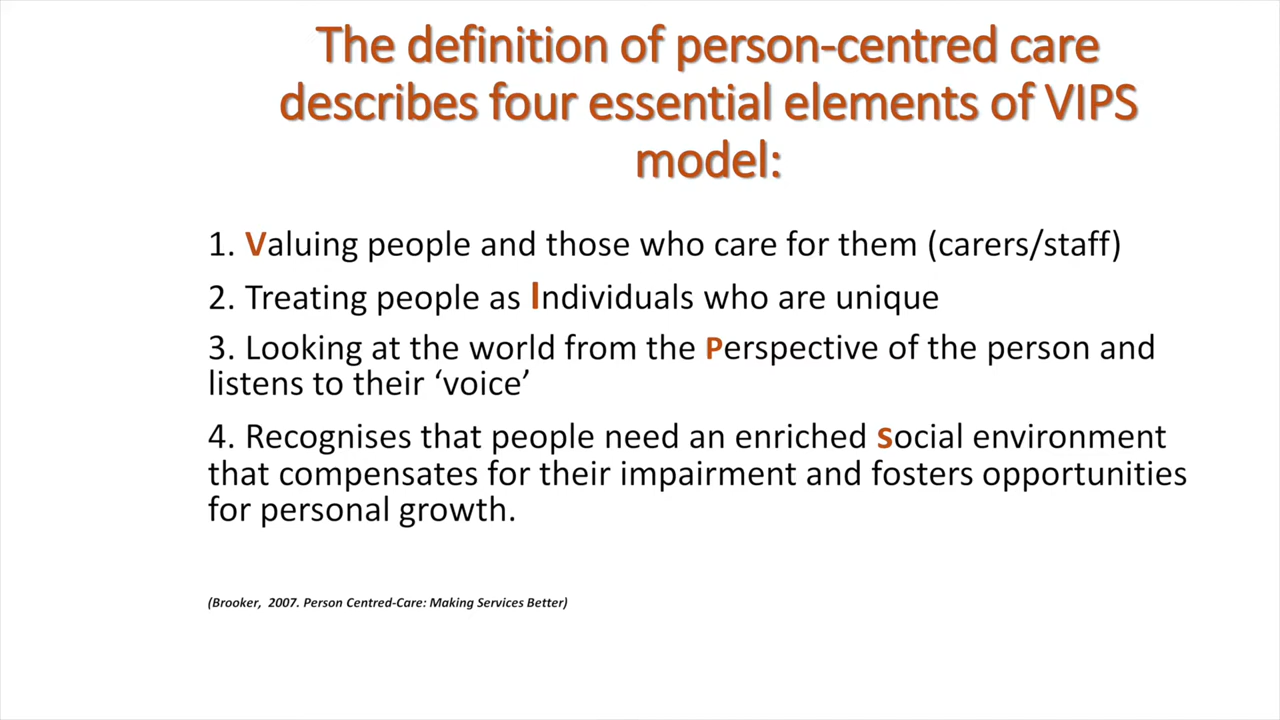 The definition of person-centred care
describes four essential elements of VIPS
model:
1. Valuing people and those who care for them (carers/staff)
2. Treating people as Individuals who are unique
3. Looking at the world from the Perspective of the person and
listens to their ‘voice’
4. Recognises that people need an enriched social environment
that compensates for their impairment and fosters opportunities
for personal growth.
(Brooker, 2007. Person Centred-Care: Making Services Better)